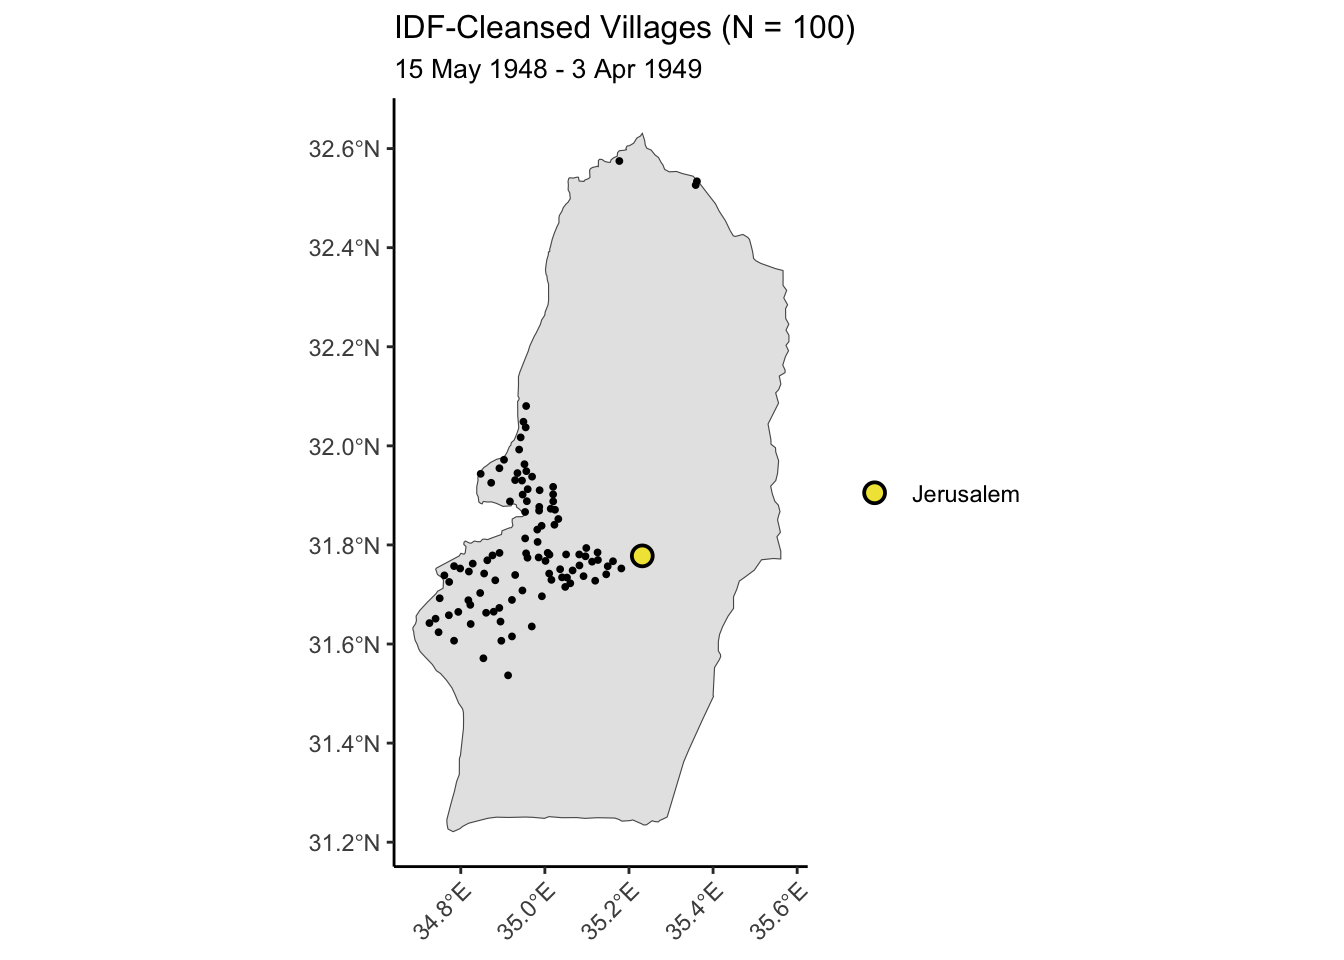 IDF-Cleansed Villages (N = 100)
15 May 1948 - 3 Apr 1949
32.6°N
32.4°N
32.2°N
32.0°N
31.8°N
31.6°N
31.4°N
31.2°N
34.8°E
35.0°E
35.2°E
35.4°E
35.6°E
Jerusalem